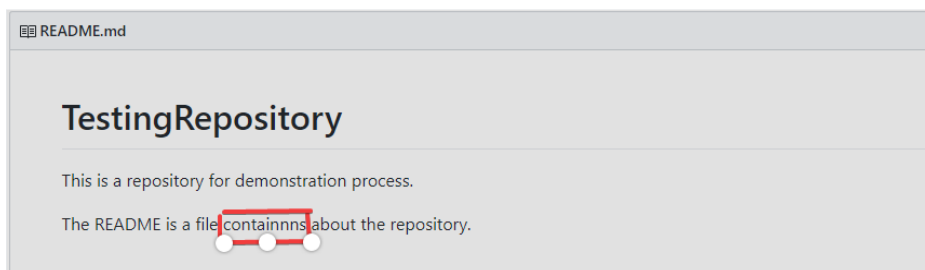 README.md
TestingRepository
This is a repository for demonstration process.
The README is a file containnns about the repository.